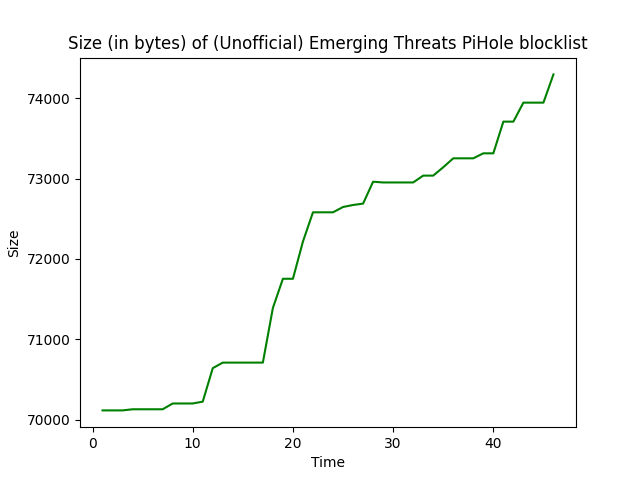 Size (in bytes) of (Unofficial) Emerging Threats PiHole blocklist
74000
73000
72000
71000
70000
Size
0 10 20 30 40
Time